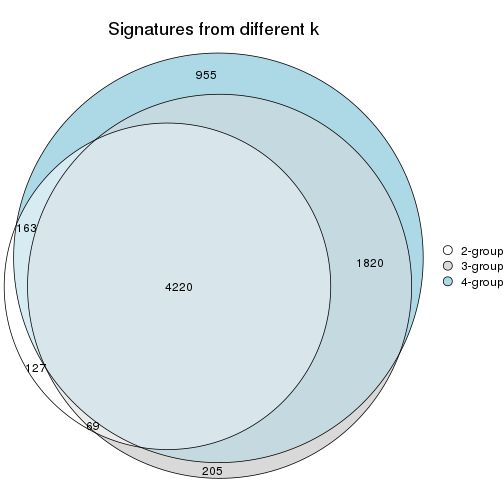 Signatures from different k
955
163
1820
4220
127
69
205
2-group
3-group
4-group